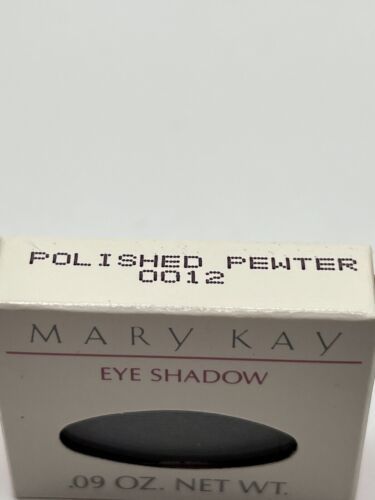 POLISHED PEWTER
0012
MARY KAY
EYE SHADOW
.09 OZ. NET WT.